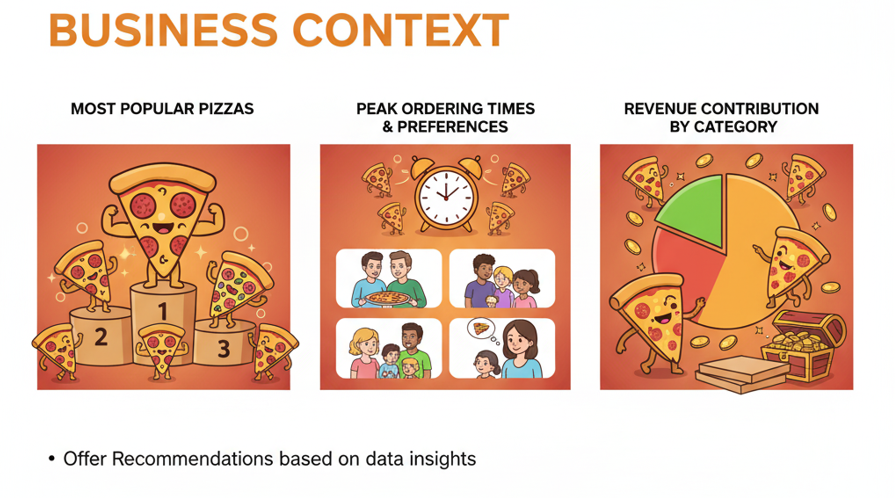 BUSINESS CONTEXT
MOST POPULAR PIZZAS
PEAK ORDERING TIMES
& PREFERENCES
REVENUE CONTRIBUTION
BY CATEGORY
1
2
3
• Offer Recommendations based on data insights